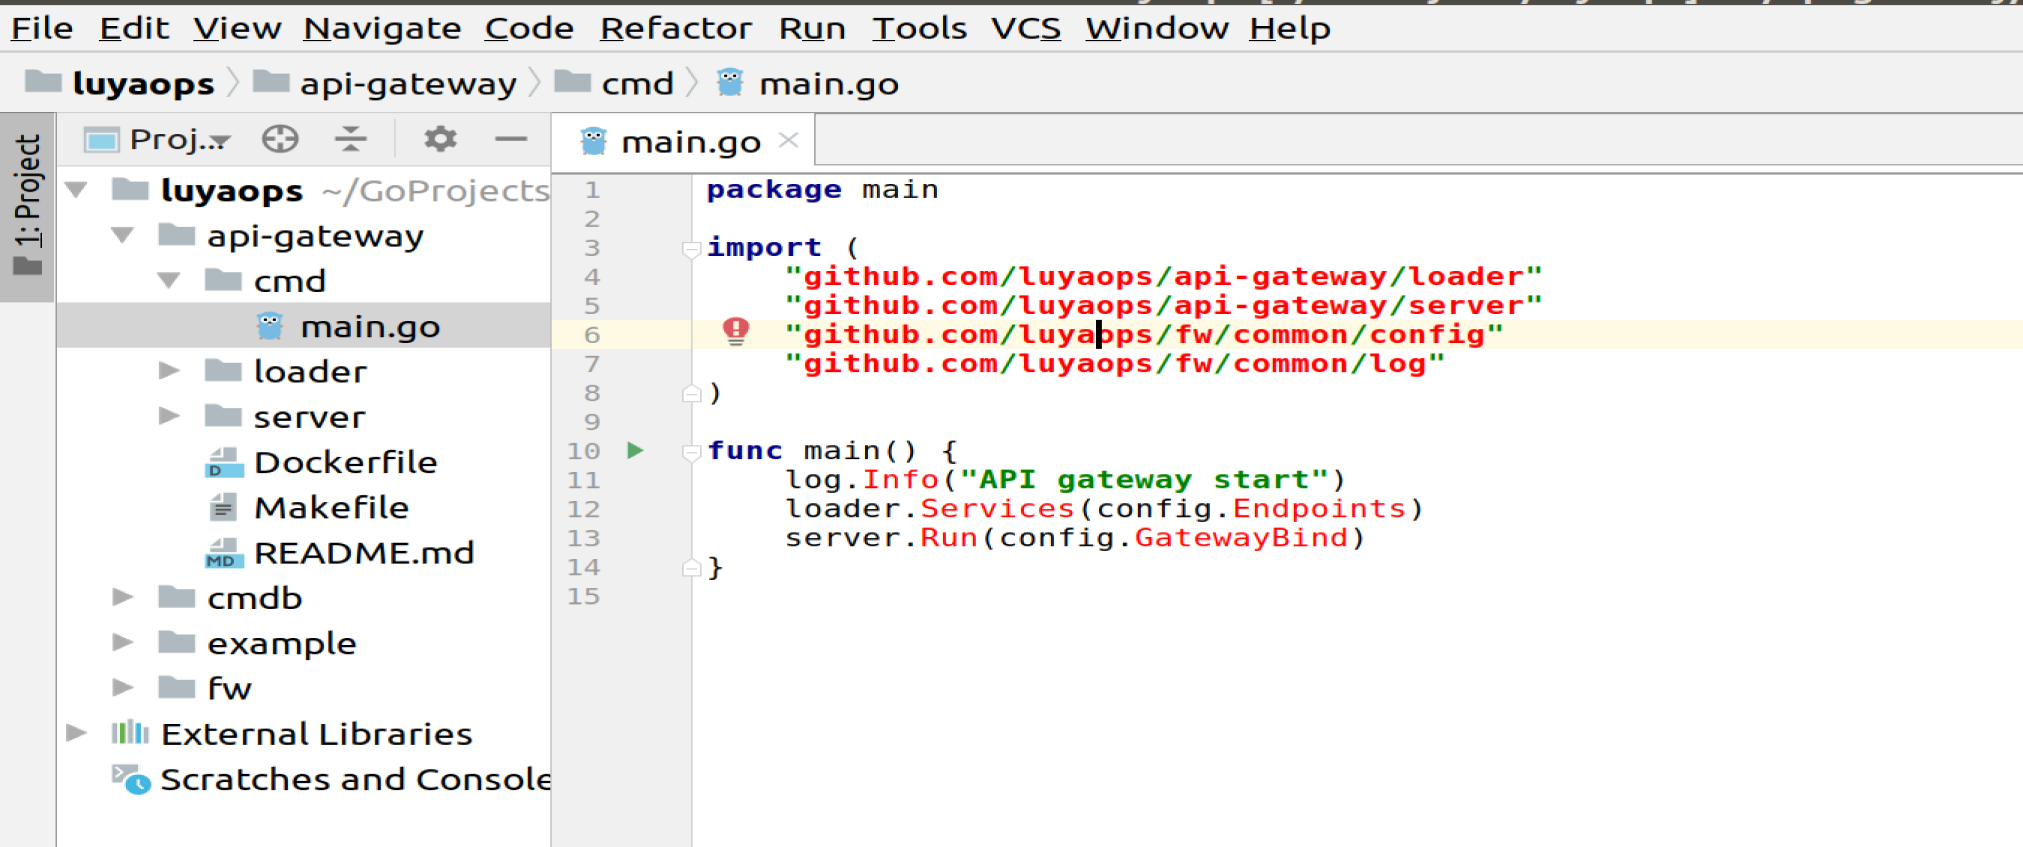 File Edit View Navigate Code Refactor Run Tools VCS Window Help
luyaops api-gateway cmd main.go
1: Project
Proj...
luyaops ~/GoProjects
api-gateway
cmd
main.go
loader
server
Dockerfile
Makefile
README.md
cmdb
example
fw
External Libraries
Scratches and Console
main.go
1 package main
2
3 import (
4 "github.com/luyaops/api-gateway/loader"
5 "github.com/luyaops/api-gateway/server"
6 "github.com/luyaops/fw/common/config"
7 "github.com/luyaops/fw/common/log"
8 )
9
10 func main() {
11 log.Info("API gateway start")
12 loader.Services(config.Endpoints)
13 server.Run(config.GatewayBind)
14 }
15